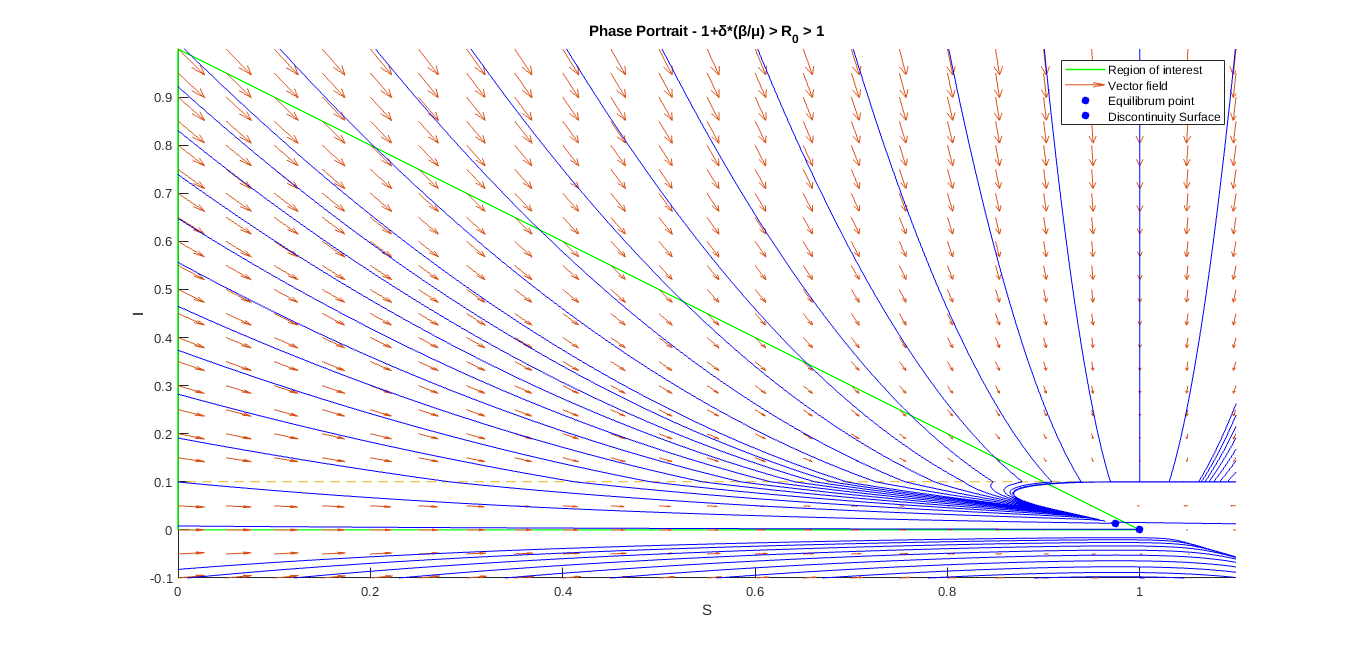 Phase Portrait - 1+δ*(β/μ) > R0 > 1
Region of interest
Vector field
Equilibrum point
Discontinuity Surface
0.9
0.8
0.7
0.6
0.5
0.4
0.3
0.2
0.1
0
-0.1
I
0
0.2
0.4
0.6
0.8
1
S